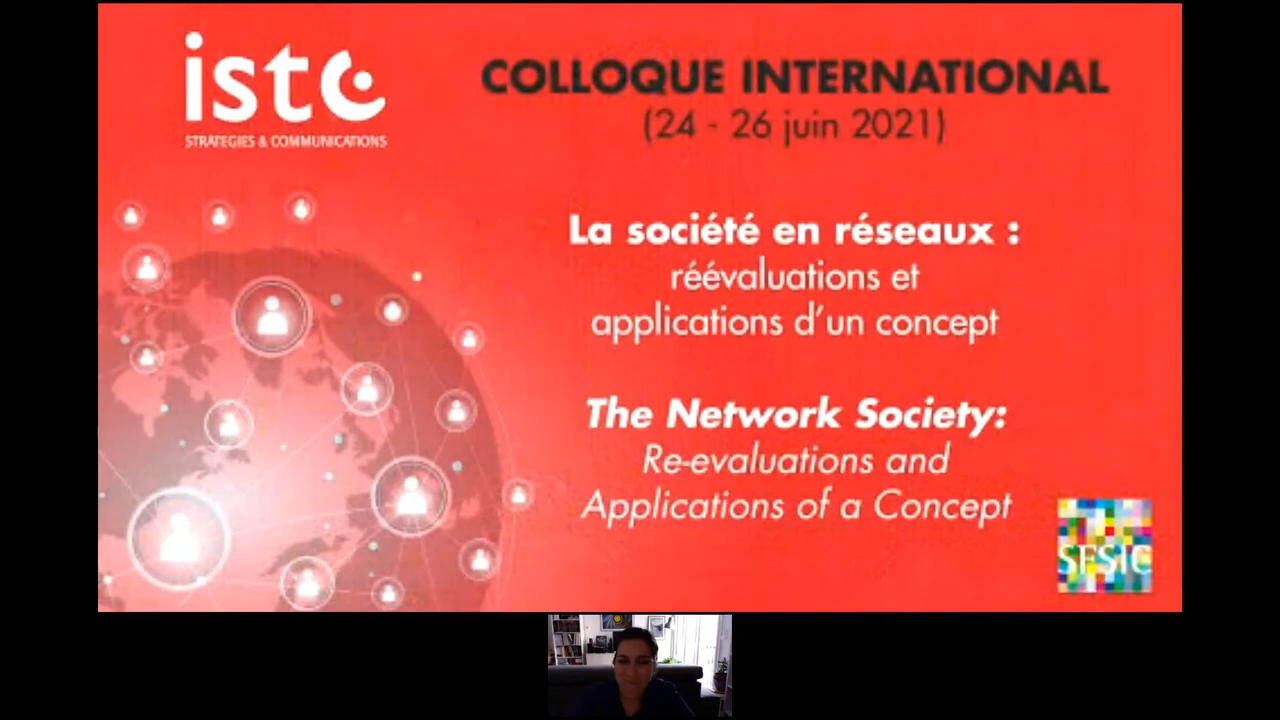 istc
STRATEGIES & COMMUNICATIONS
COLLOQUE INTERNATIONAL
(24 - 26 juin 2021)
La société en réseaux :
réévaluations et
applications d'un concept
The Network Society:
Re-evaluations and
Applications of a Concept
SFSIC